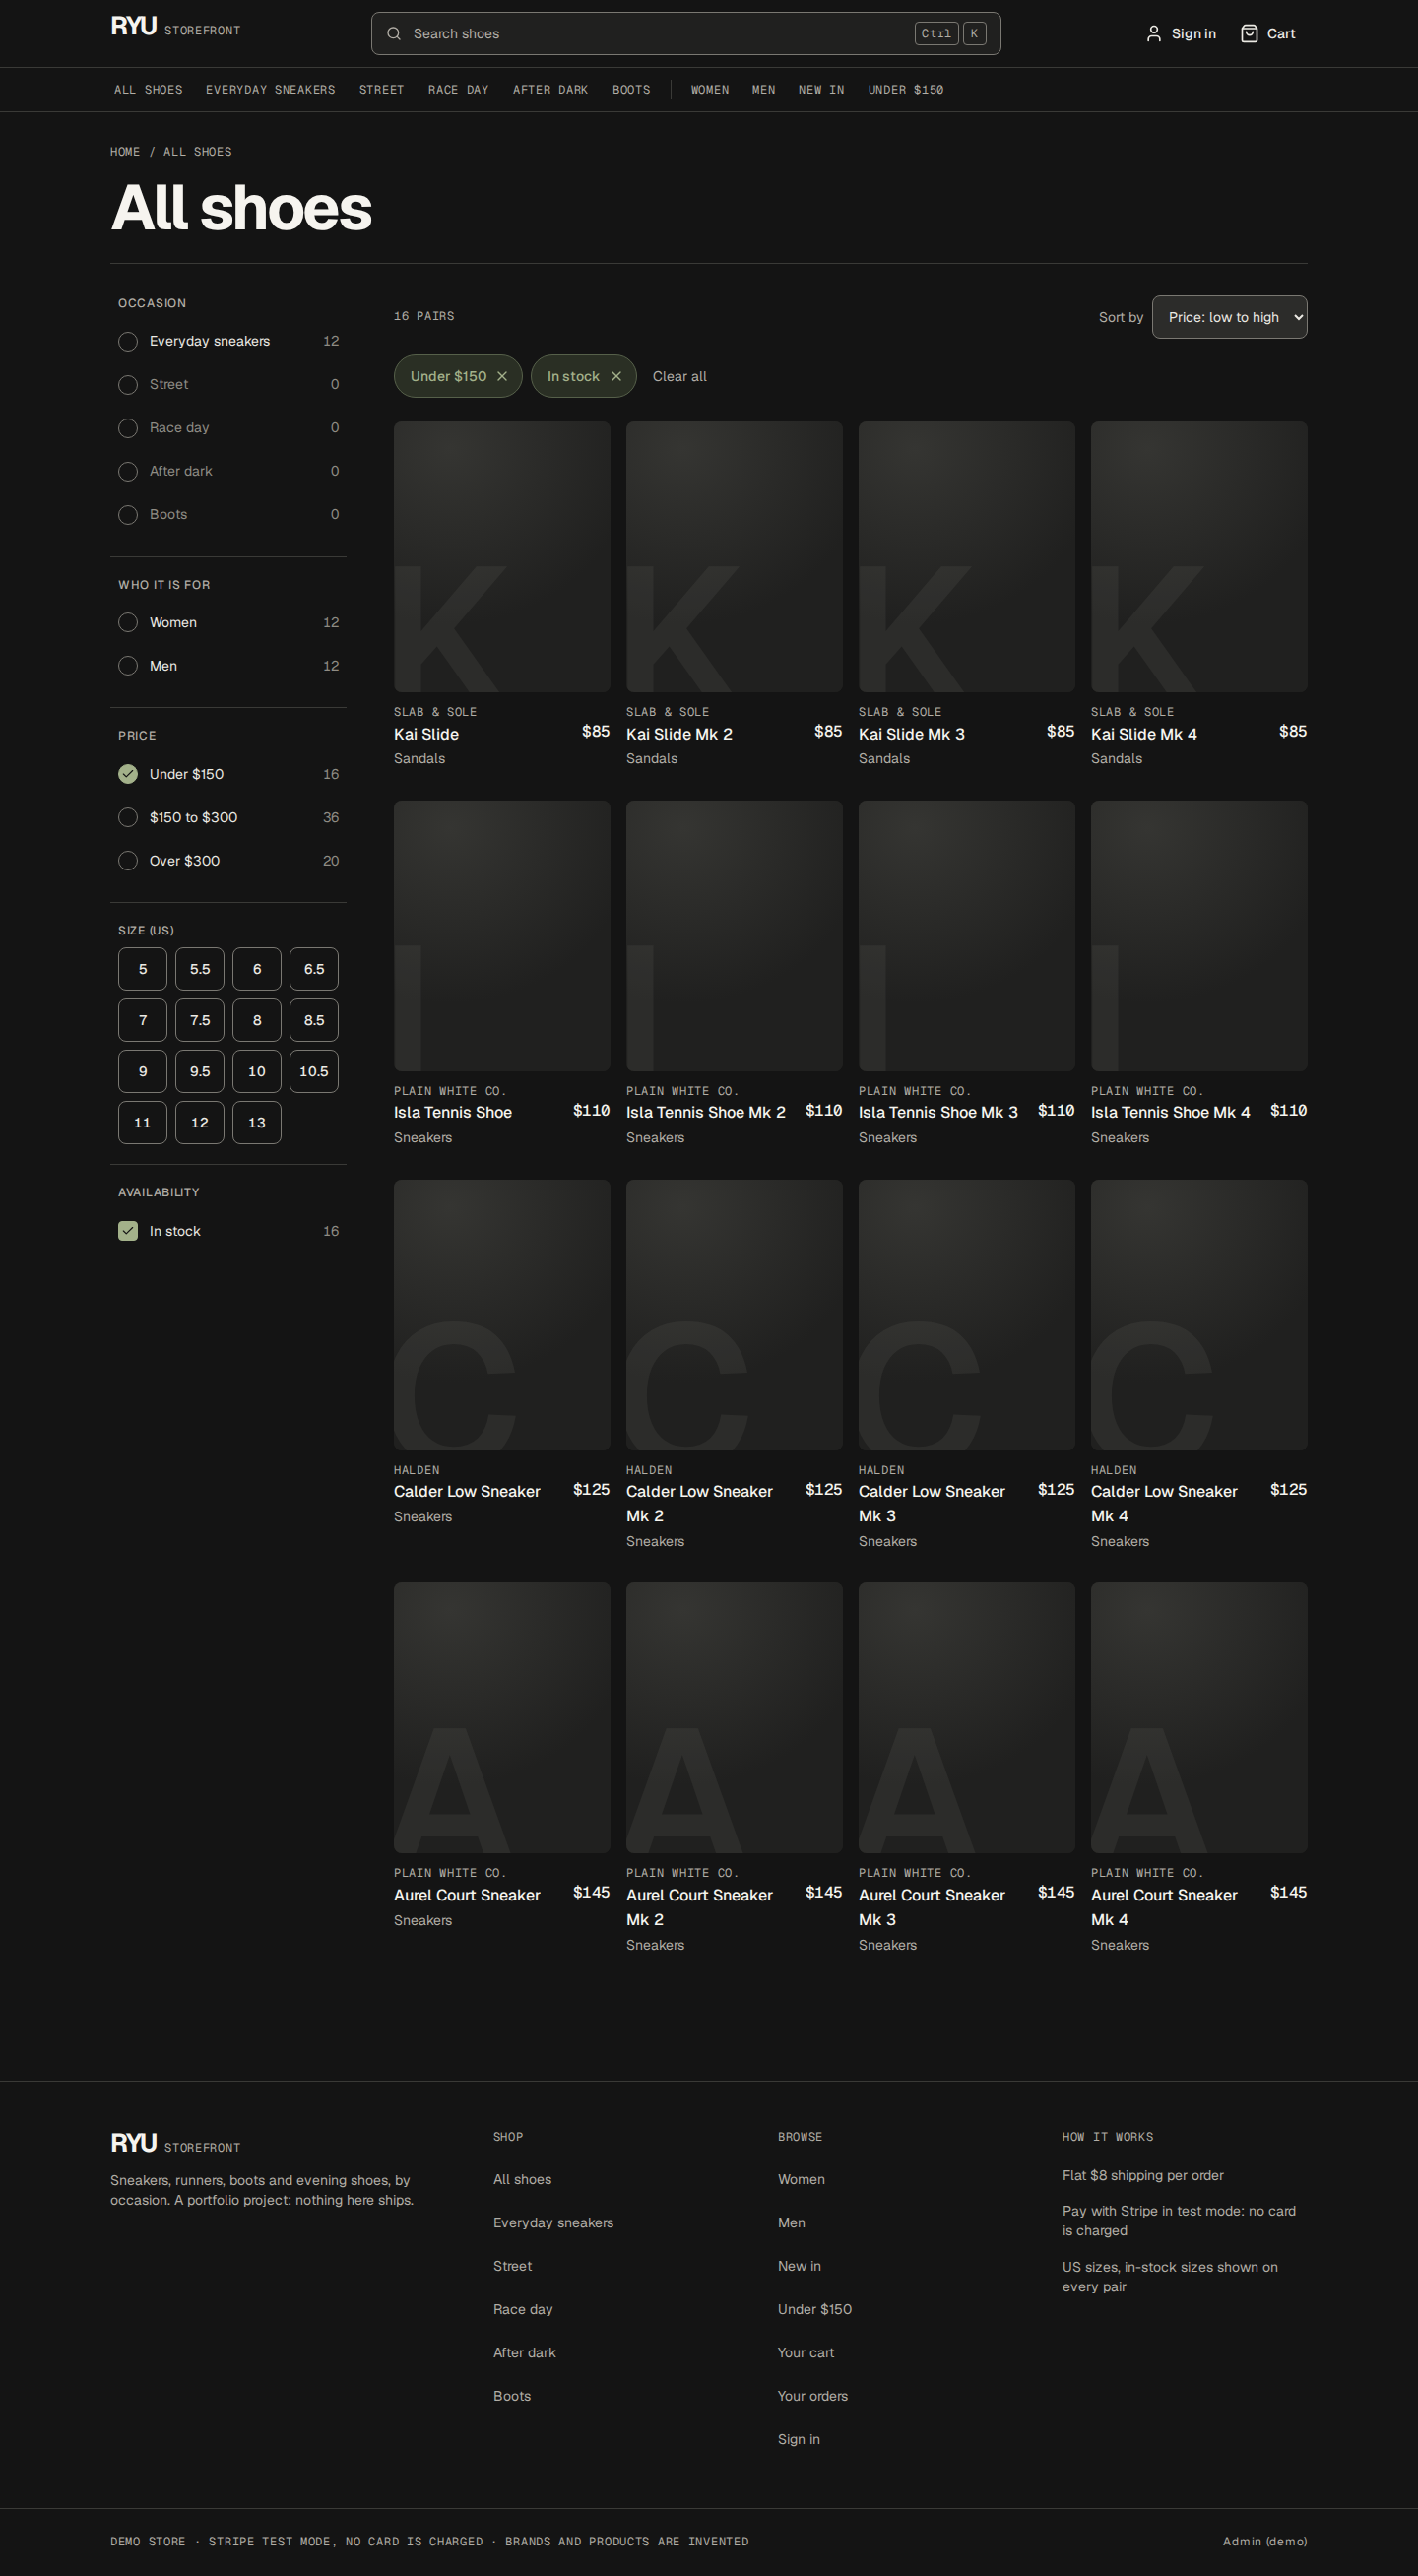 RYU STOREFRONT
Search shoes
Ctrl K
Sign in
Cart
ALL SHOES EVERYDAY SNEAKERS STREET RACE DAY AFTER DARK BOOTS WOMEN MEN NEW IN UNDER $150
HOME / ALL SHOES
All shoes
OCCASION
Everyday sneakers 12
Street 0
Race day 0
After dark 0
Boots 0
WHO IT IS FOR
Women 12
Men 12
PRICE
Under $150 16
$150 to $300 36
Over $300 20
SIZE (US)
5 5.5 6 6.5
7 7.5 8 8.5
9 9.5 10 10.5
11 12 13
AVAILABILITY
In stock 16
16 PAIRS
Sort by Price: low to high
Under $150 In stock Clear all
K K K K
SLAB & SOLE SLAB & SOLE SLAB & SOLE SLAB & SOLE
Kai Slide $85 Kai Slide Mk 2 $85 Kai Slide Mk 3 $85 Kai Slide Mk 4 $85
Sandals Sandals Sandals Sandals
I I I I
PLAIN WHITE CO. PLAIN WHITE CO. PLAIN WHITE CO. PLAIN WHITE CO.
Isla Tennis Shoe $110 Isla Tennis Shoe Mk 2 $110 Isla Tennis Shoe Mk 3 $110 Isla Tennis Shoe Mk 4 $110
Sneakers Sneakers Sneakers Sneakers
C C C C
HALDEN HALDEN HALDEN HALDEN
Calder Low Sneaker $125 Calder Low Sneaker $125 Calder Low Sneaker $125 Calder Low Sneaker $125
Mk 2 Mk 3 Mk 4
Sneakers Sneakers Sneakers Sneakers
A A A A
PLAIN WHITE CO. PLAIN WHITE CO. PLAIN WHITE CO. PLAIN WHITE CO.
Aurel Court Sneaker $145 Aurel Court Sneaker $145 Aurel Court Sneaker $145 Aurel Court Sneaker $145
Mk 2 Mk 3 Mk 4
Sneakers Sneakers Sneakers Sneakers
RYU STOREFRONT
Sneakers, runners, boots and evening shoes, by
occasion. A portfolio project: nothing here ships.
SHOP
All shoes
Everyday sneakers
Street
Race day
After dark
Boots
BROWSE
Women
Men
New in
Under $150
Your cart
Your orders
Sign in
HOW IT WORKS
Flat $8 shipping per order
Pay with Stripe in test mode: no card
is charged
US sizes, in-stock sizes shown on
every pair
DEMO STORE · STRIPE TEST MODE, NO CARD IS CHARGED · BRANDS AND PRODUCTS ARE INVENTED
Admin (demo)